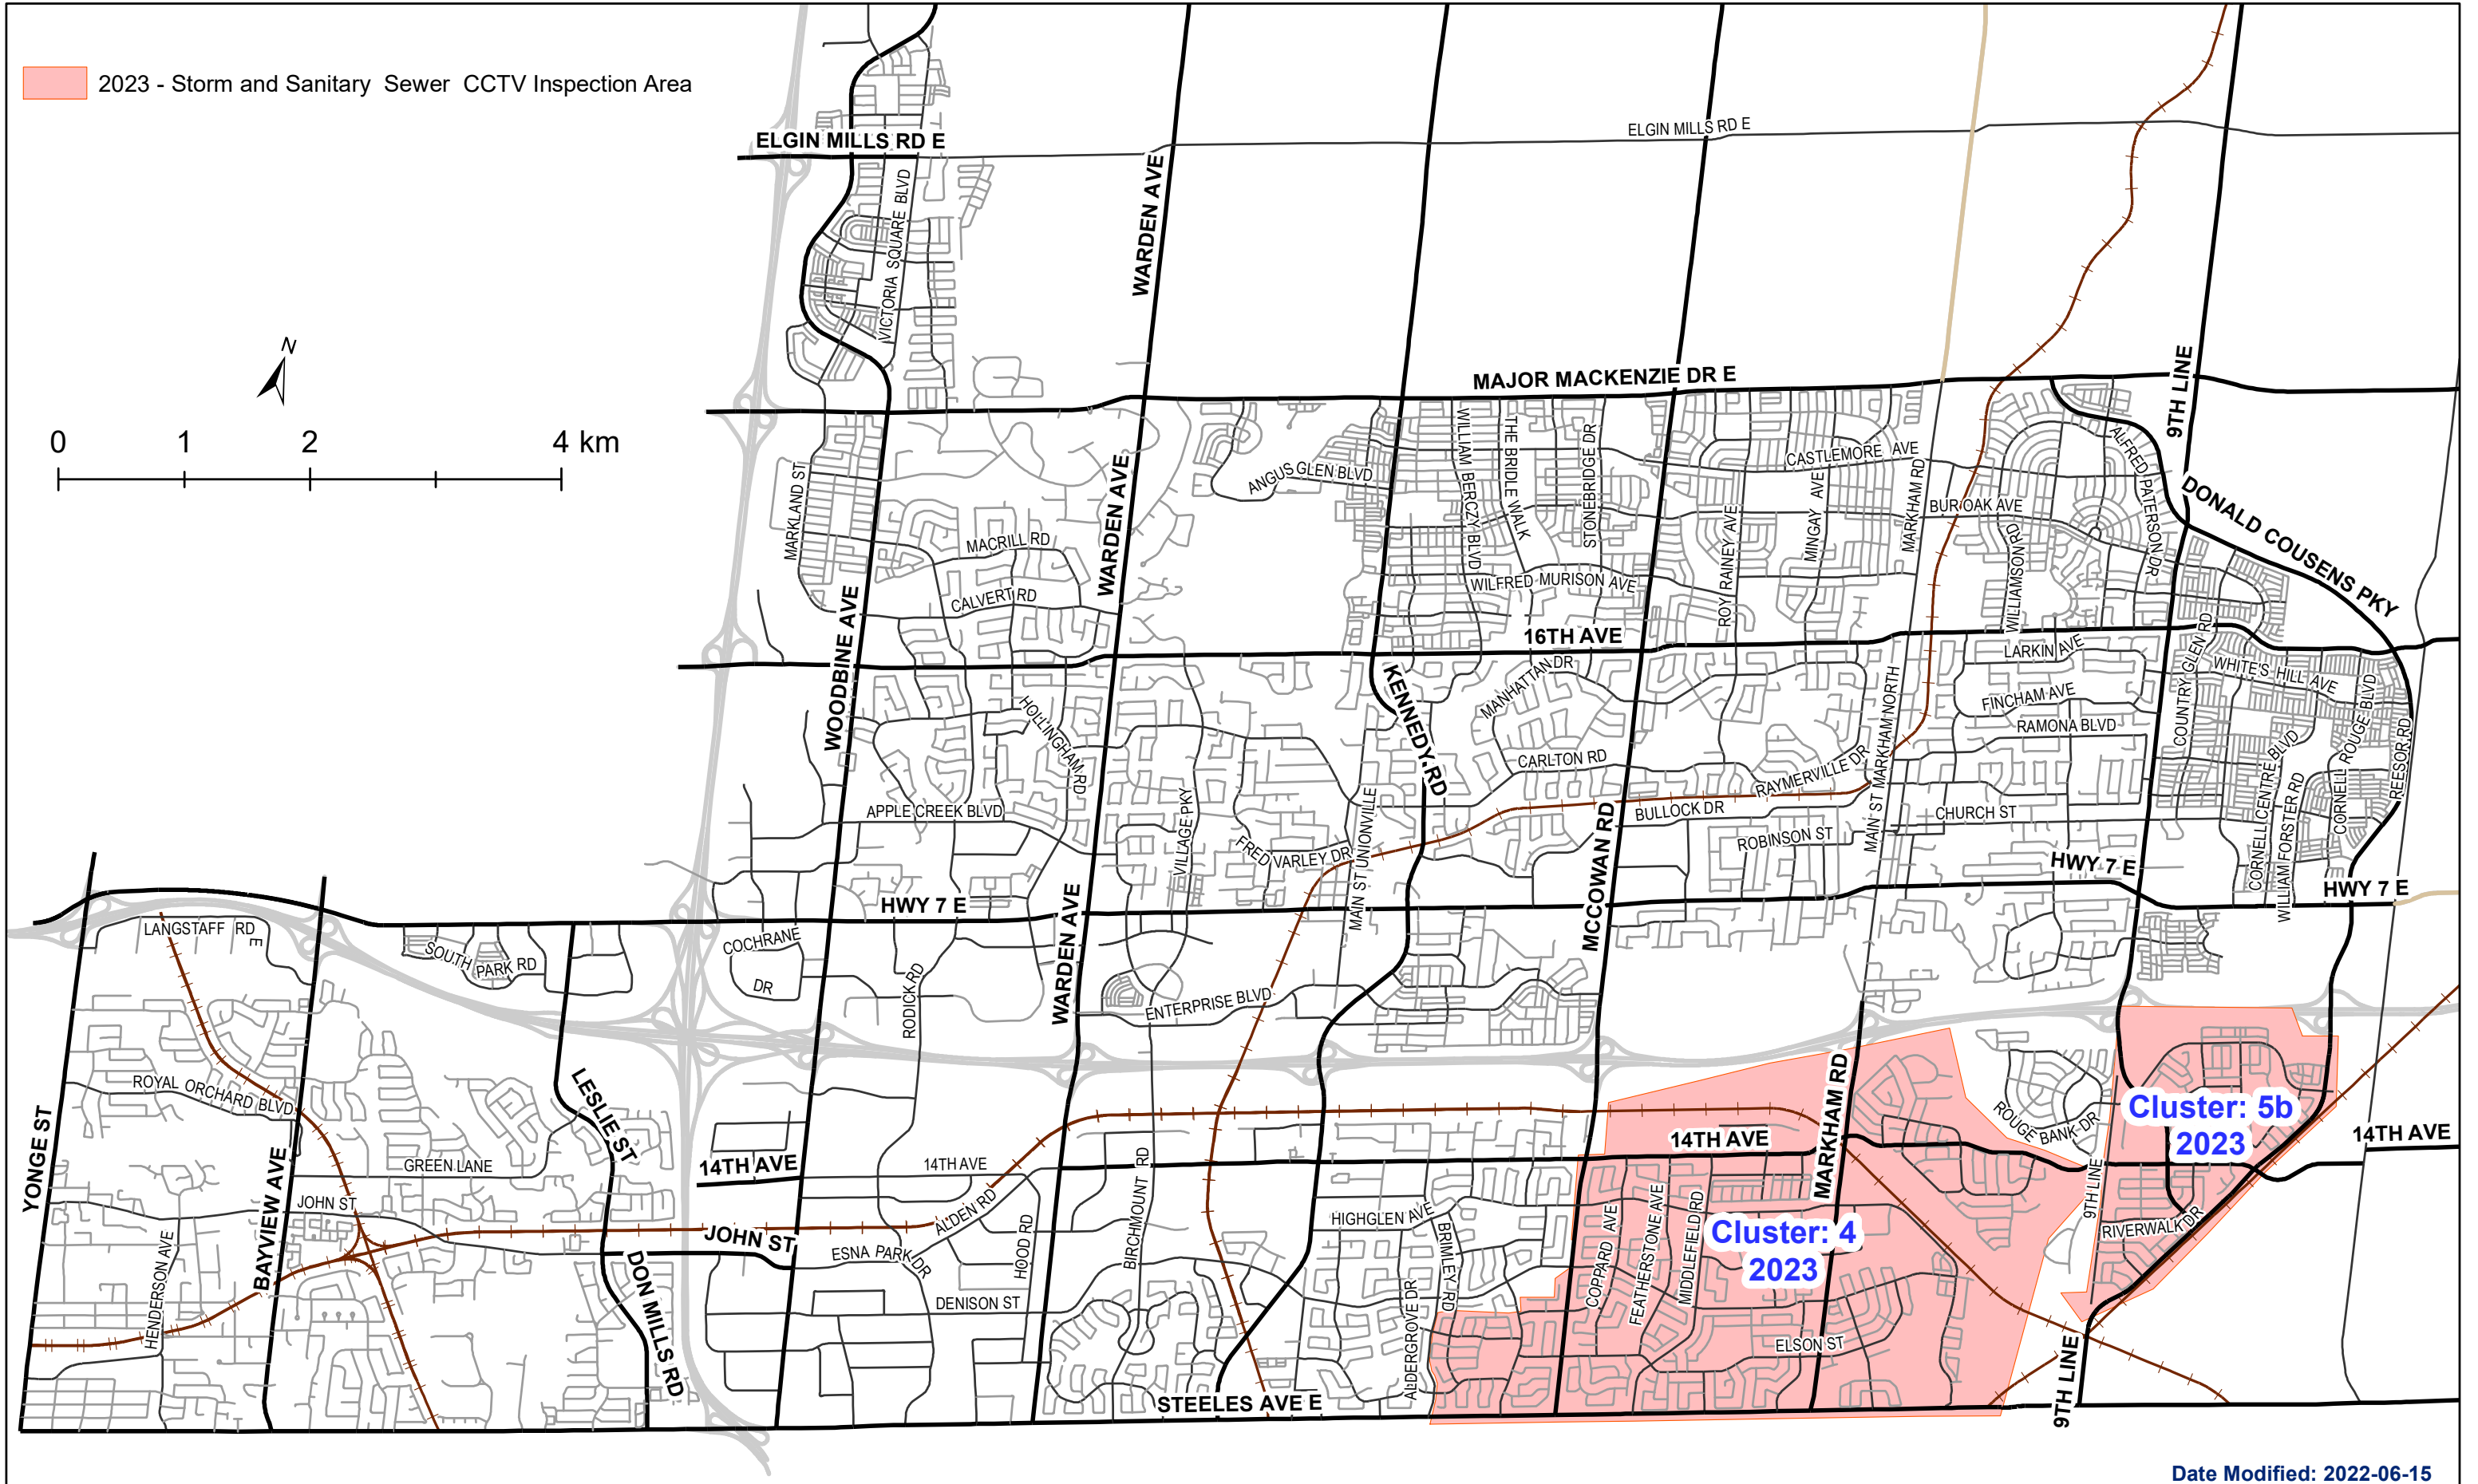 2023 - Storm and Sanitary  Sewer  CCTV Inspection Area
ELGIN MILLS RD E
ELGIN MILLS RD E
WARDEN AVE
VICTORIA SQUARE BLVD
N
0 1 2 4 km
MAJOR MACKENZIE DR E
9TH LINE
MARKLAND ST
WARDEN AVE
ANGUS GLEN BLVD
WILLIAM BERCZY BLVD
THE BRIDLE WALK
STONEBRIDGE DR
CASTLEMORE AVE
MINGAY AVE
MARKHAM RD
BUR OAK AVE
ALFRED PATERSON DR
DONALD COUSENS PKY
MACRILL RD
CALVERT RD
WILFRED MURISON AVE
ROY RAINEY AVE
WILLIAMSON RD
WOODBINE AVE
16TH AVE
KENNEDY RD
MANHATTAN DR
LARKIN AVE
COUNTRY GLEN RD
WHITE'S HILL AVE
HOLLINGHAM RD
FINCHAM AVE
RAMONA BLVD
MAIN ST MARKHAM NORTH
CORNELL ROUGE BLVD
REESOR RD
CARLTON RD
RAYMERVILLE DR
CORNELL CENTRE BLVD
WILLIAM FORSTER RD
APPLE CREEK BLVD
VILLAGE PKY
MAIN ST UNIONVILLE
BULLOCK DR
CHURCH ST
FRED VARLEY DR
ROBINSON ST
MCCOWAN RD
HWY 7 E
HWY 7 E
HWY 7 E
WARDEN AVE
LANGSTAFF RD E
SOUTH PARK RD
COCHRANE DR
RODICK RD
ENTERPRISE BLVD
ROYAL ORCHARD BLVD
LESLIE ST
MARKHAM RD
ROUGE BANK DR
Cluster: 5b
2023
YONGE ST
BAYVIEW AVE
GREEN LANE
14TH AVE
14TH AVE
14TH AVE
14TH AVE
BIRCHMOUNT RD
JOHN ST
JOHN ST
ALDEN RD
HOOD RD
ESNA PARK DR
HIGHGLEN AVE
BRIMLEY RD
COPPARD AVE
FEATHERSTONE AVE
MIDDLEFIELD RD
Cluster: 4
2023
9TH LINE
RIVERWALK DR
HENDERSON AVE
DON MILLS RD
DENISON ST
ALDERGROVE DR
ELSON ST
STEELES AVE E
9TH LINE
Date Modified: 2022-06-15